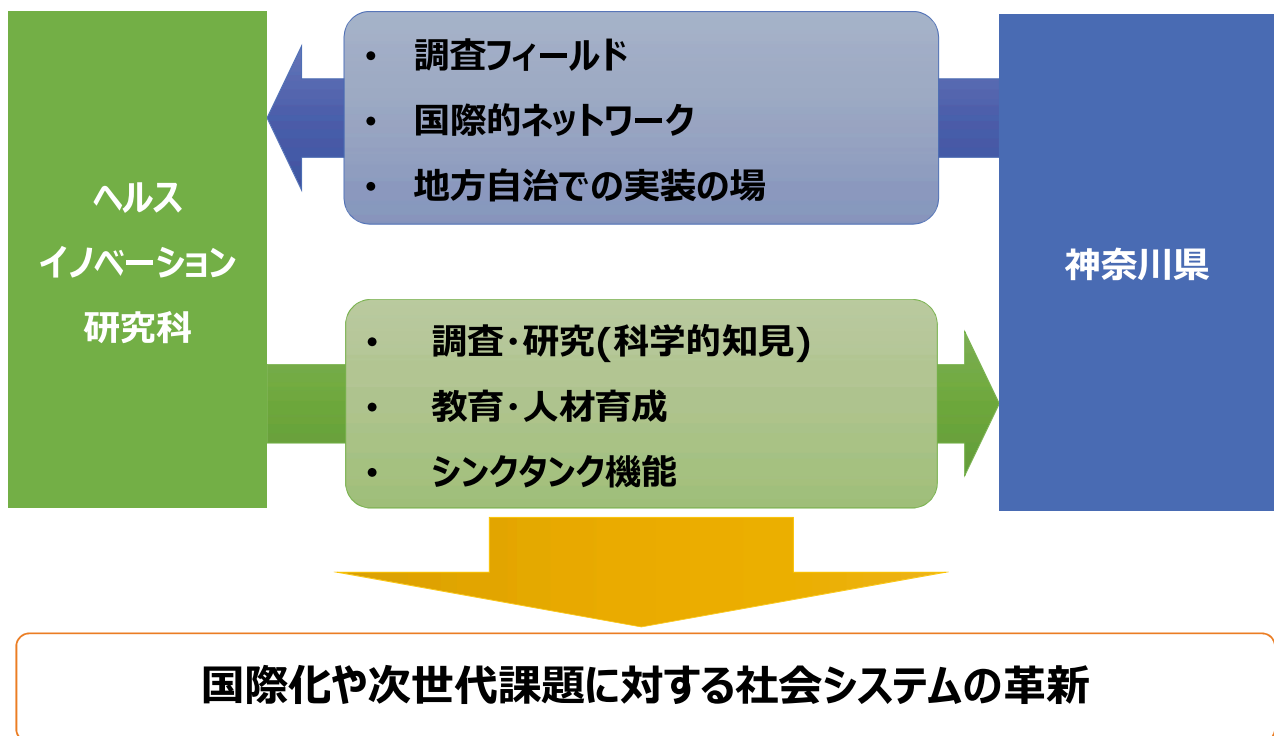 ヘルス
イノベーション
研究科
• 調査フィールド
• 国際的ネットワーク
• 地方自治での実装の場
神奈川県
• 調査・研究(科学的知見)
• 教育・人材育成
• シンクタンク機能
国際化や次世代課題に対する社会システムの革新